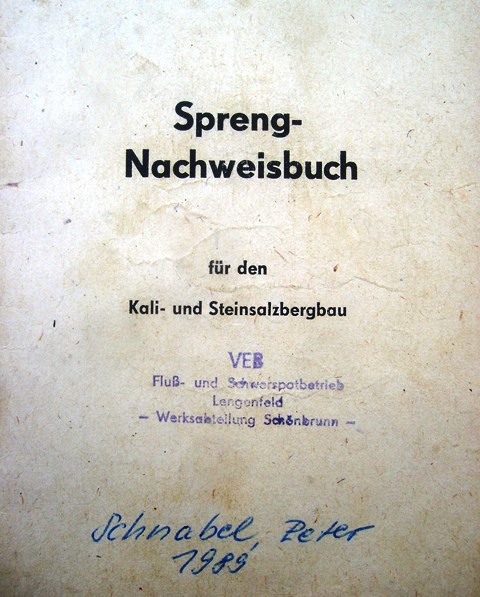 Spreng-
Nachweisbuch
für den
Kali- und Steinsalzbergbau
VEB
Fluß- und Schwerspatbetrieb
Lengenfeld
- Werksabteilung Schönbrunn -
Schnabel, Peter
1989